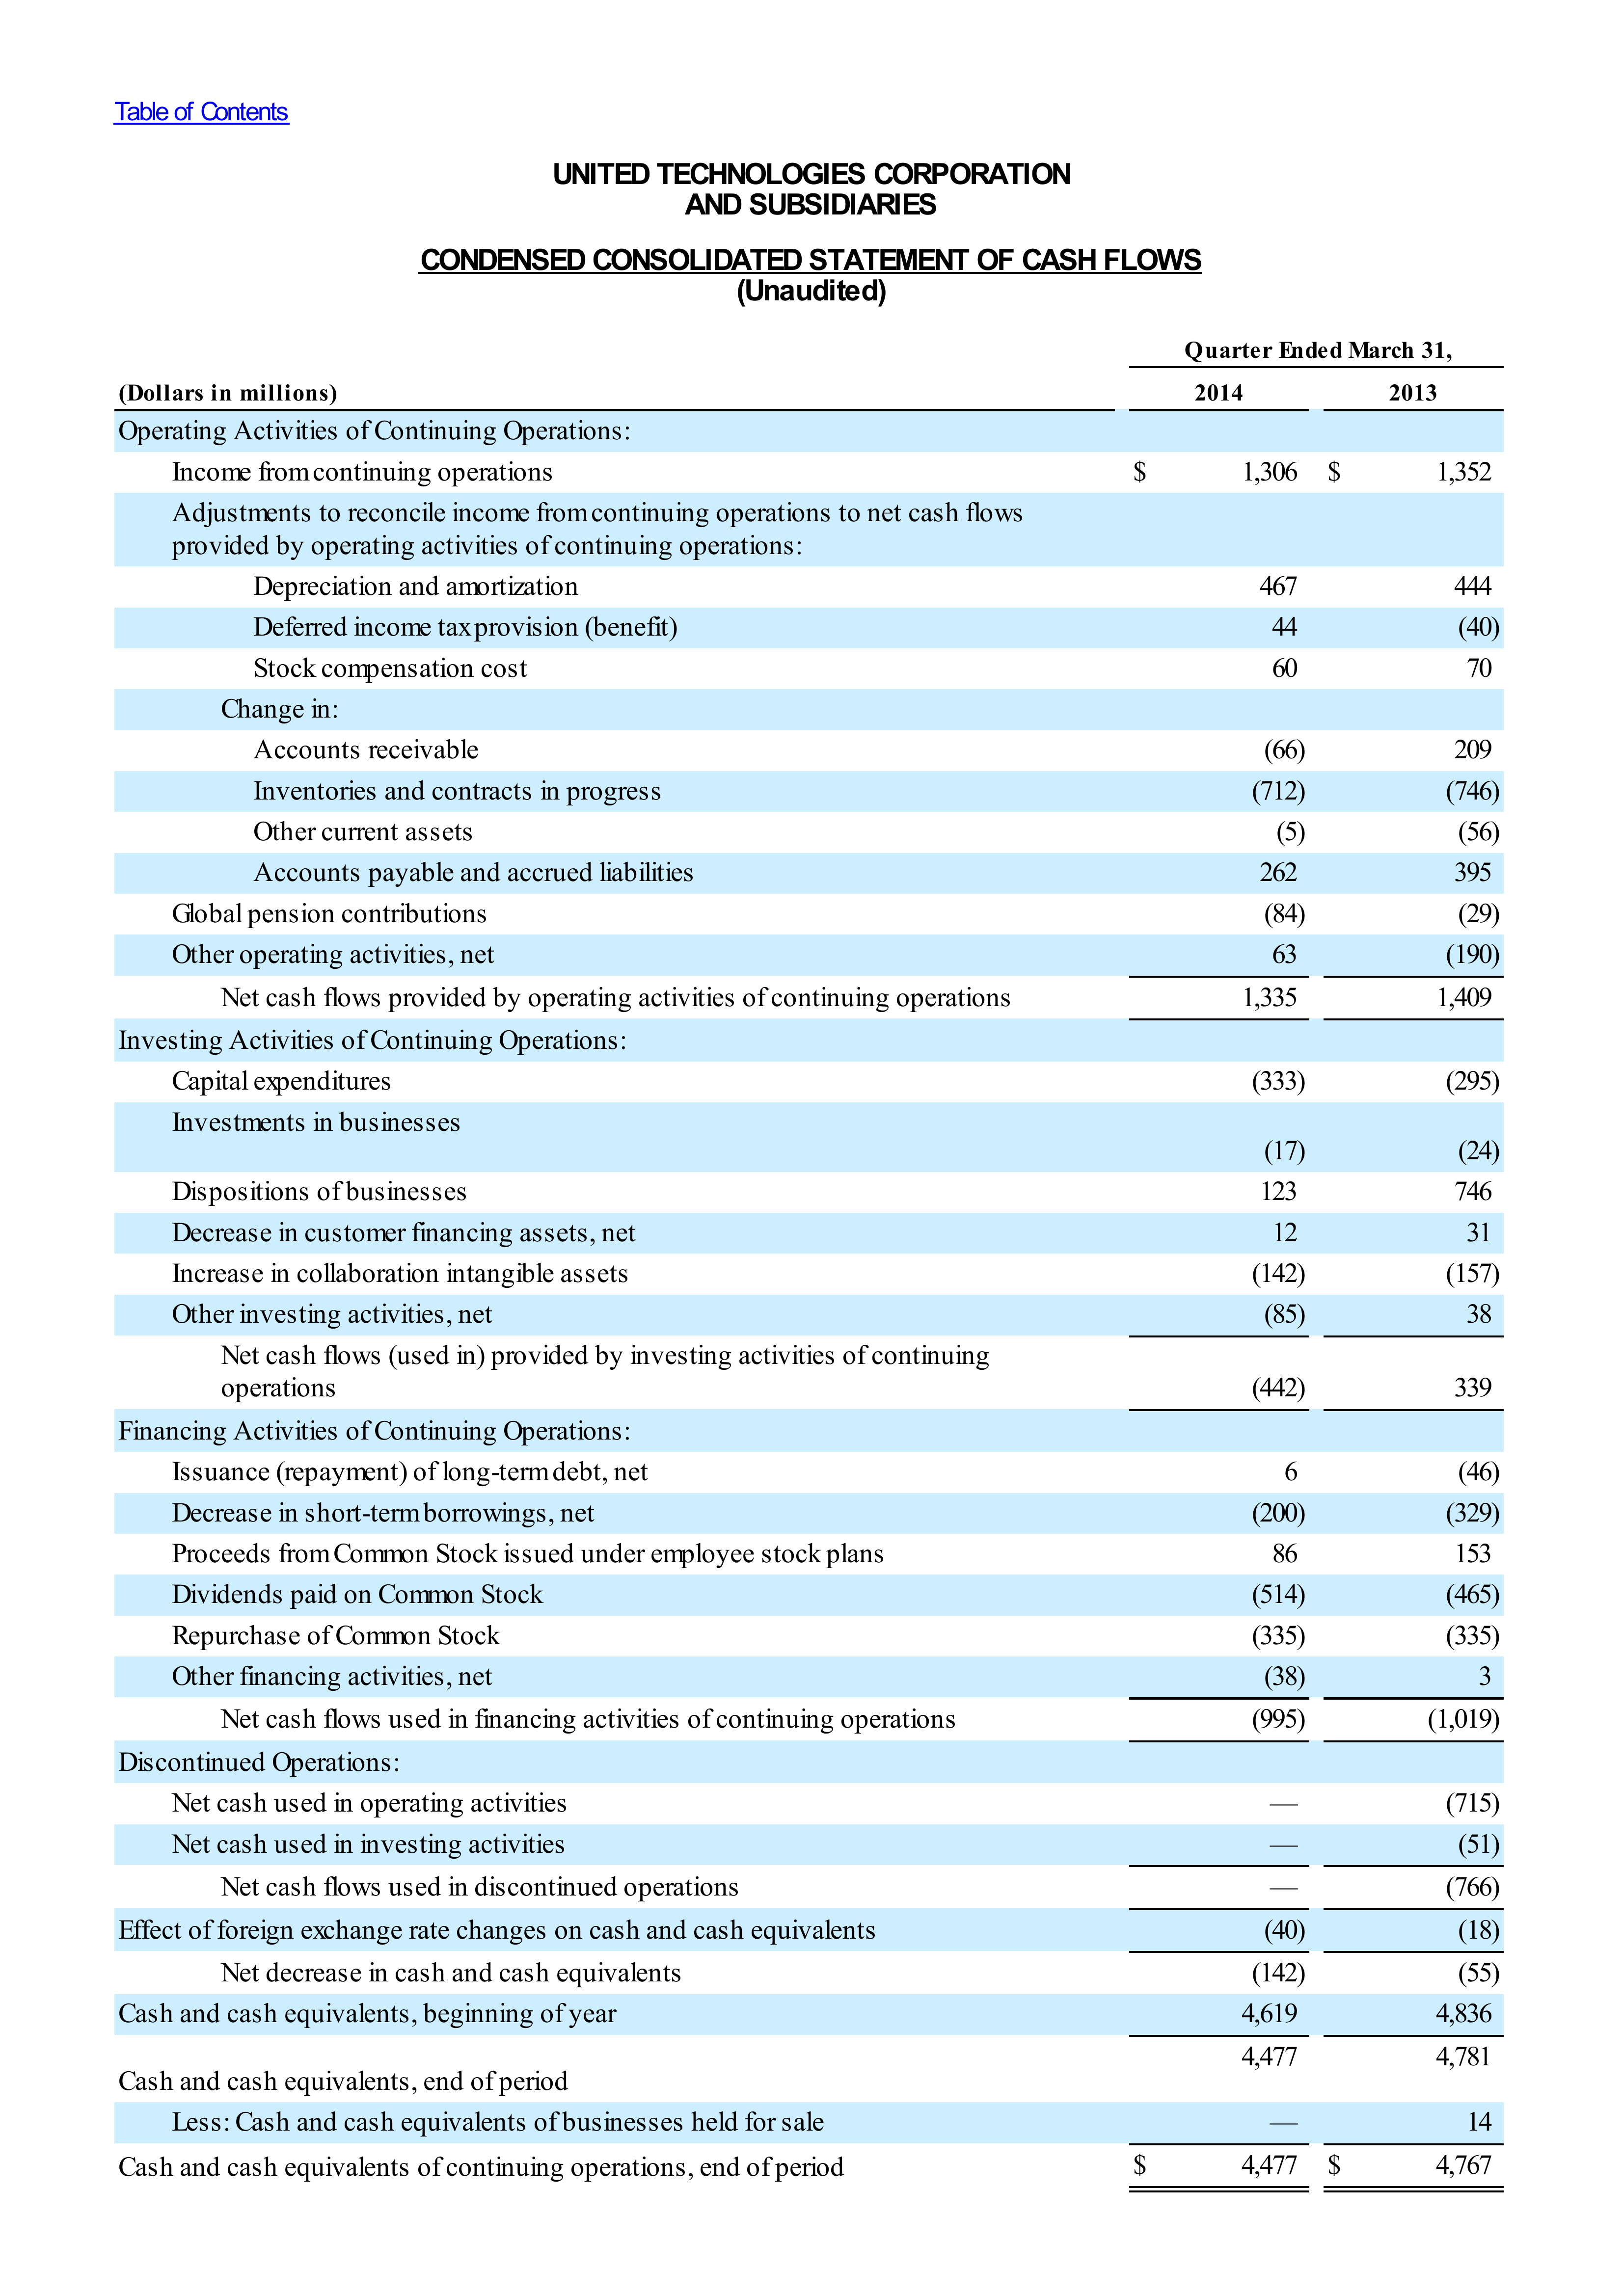 Table of Contents
UNITED TECHNOLOGIES CORPORATION
AND SUBSIDIARIES
CONDENSED CONSOLIDATED STATEMENT OF CASH FLOWS
(Unaudited)
Quarter Ended March 31,
(Dollars in millions) 2014 2013
Operating Activities of Continuing Operations:
Income from continuing operations $ 1,306 $ 1,352
Adjustments to reconcile income from continuing operations to net cash flows
provided by operating activities of continuing operations:
Depreciation and amortization 467 444
Deferred income tax provision (benefit) 44 (40)
Stock compensation cost 60 70
Change in:
Accounts receivable (66) 209
Inventories and contracts in progress (712) (746)
Other current assets (5) (56)
Accounts payable and accrued liabilities 262 395
Global pension contributions (84) (29)
Other operating activities, net 63 (190)
Net cash flows provided by operating activities of continuing operations 1,335 1,409
Investing Activities of Continuing Operations:
Capital expenditures (333) (295)
Investments in businesses
(17) (24)
Dispositions of businesses 123 746
Decrease in customer financing assets, net 12 31
Increase in collaboration intangible assets (142) (157)
Other investing activities, net (85) 38
Net cash flows (used in) provided by investing activities of continuing
operations (442) 339
Financing Activities of Continuing Operations:
Issuance (repayment) of long-term debt, net 6 (46)
Decrease in short-term borrowings, net (200) (329)
Proceeds from Common Stock issued under employee stock plans 86 153
Dividends paid on Common Stock (514) (465)
Repurchase of Common Stock (335) (335)
Other financing activities, net (38) 3
Net cash flows used in financing activities of continuing operations (995) (1,019)
Discontinued Operations:
Net cash used in operating activities — (715)
Net cash used in investing activities — (51)
Net cash flows used in discontinued operations — (766)
Effect of foreign exchange rate changes on cash and cash equivalents (40) (18)
Net decrease in cash and cash equivalents (142) (55)
Cash and cash equivalents, beginning of year 4,619 4,836
4,477 4,781
Cash and cash equivalents, end of period
Less: Cash and cash equivalents of businesses held for sale — 14
Cash and cash equivalents of continuing operations, end of period $ 4,477 $ 4,767